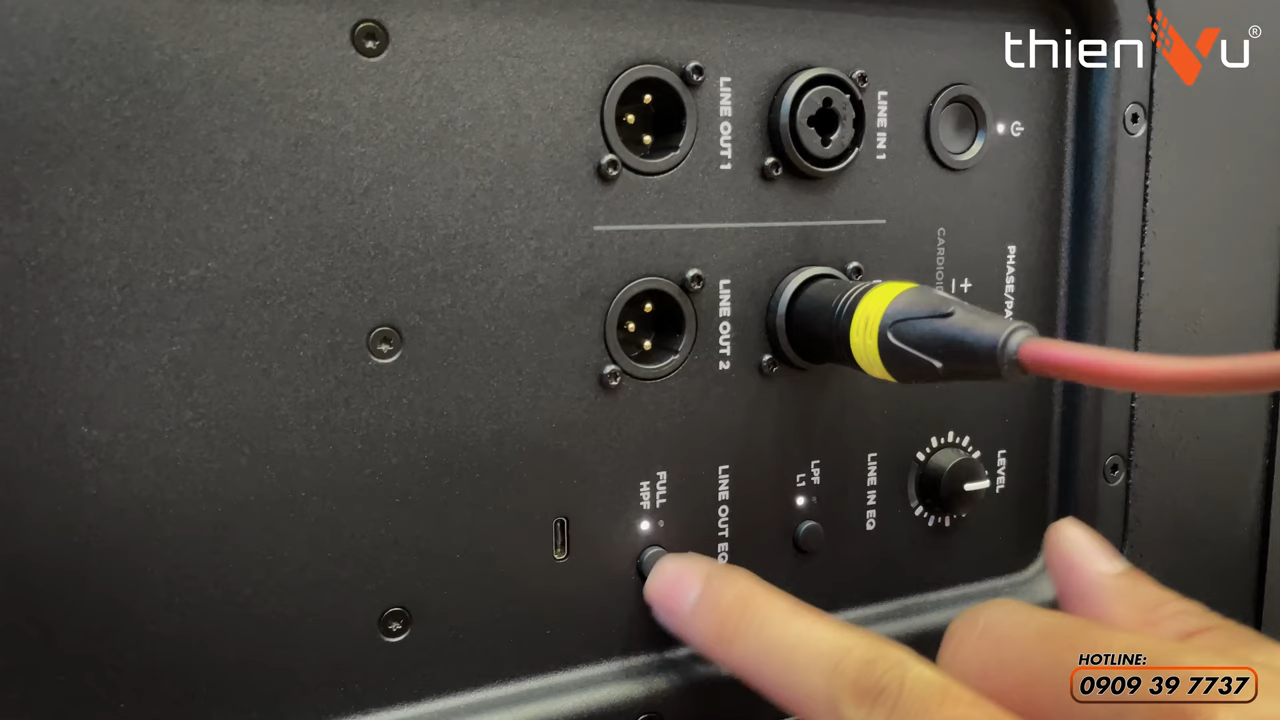 thienVu®
LINE OUT 1
LINE IN 1
CARDIOID
PHASE/PA
LINE OUT 2
LEVEL
LPF
L1
LINE IN EQ
FULL
HPF
LINE OUT EQ
HOTLINE:
0909 39 7737